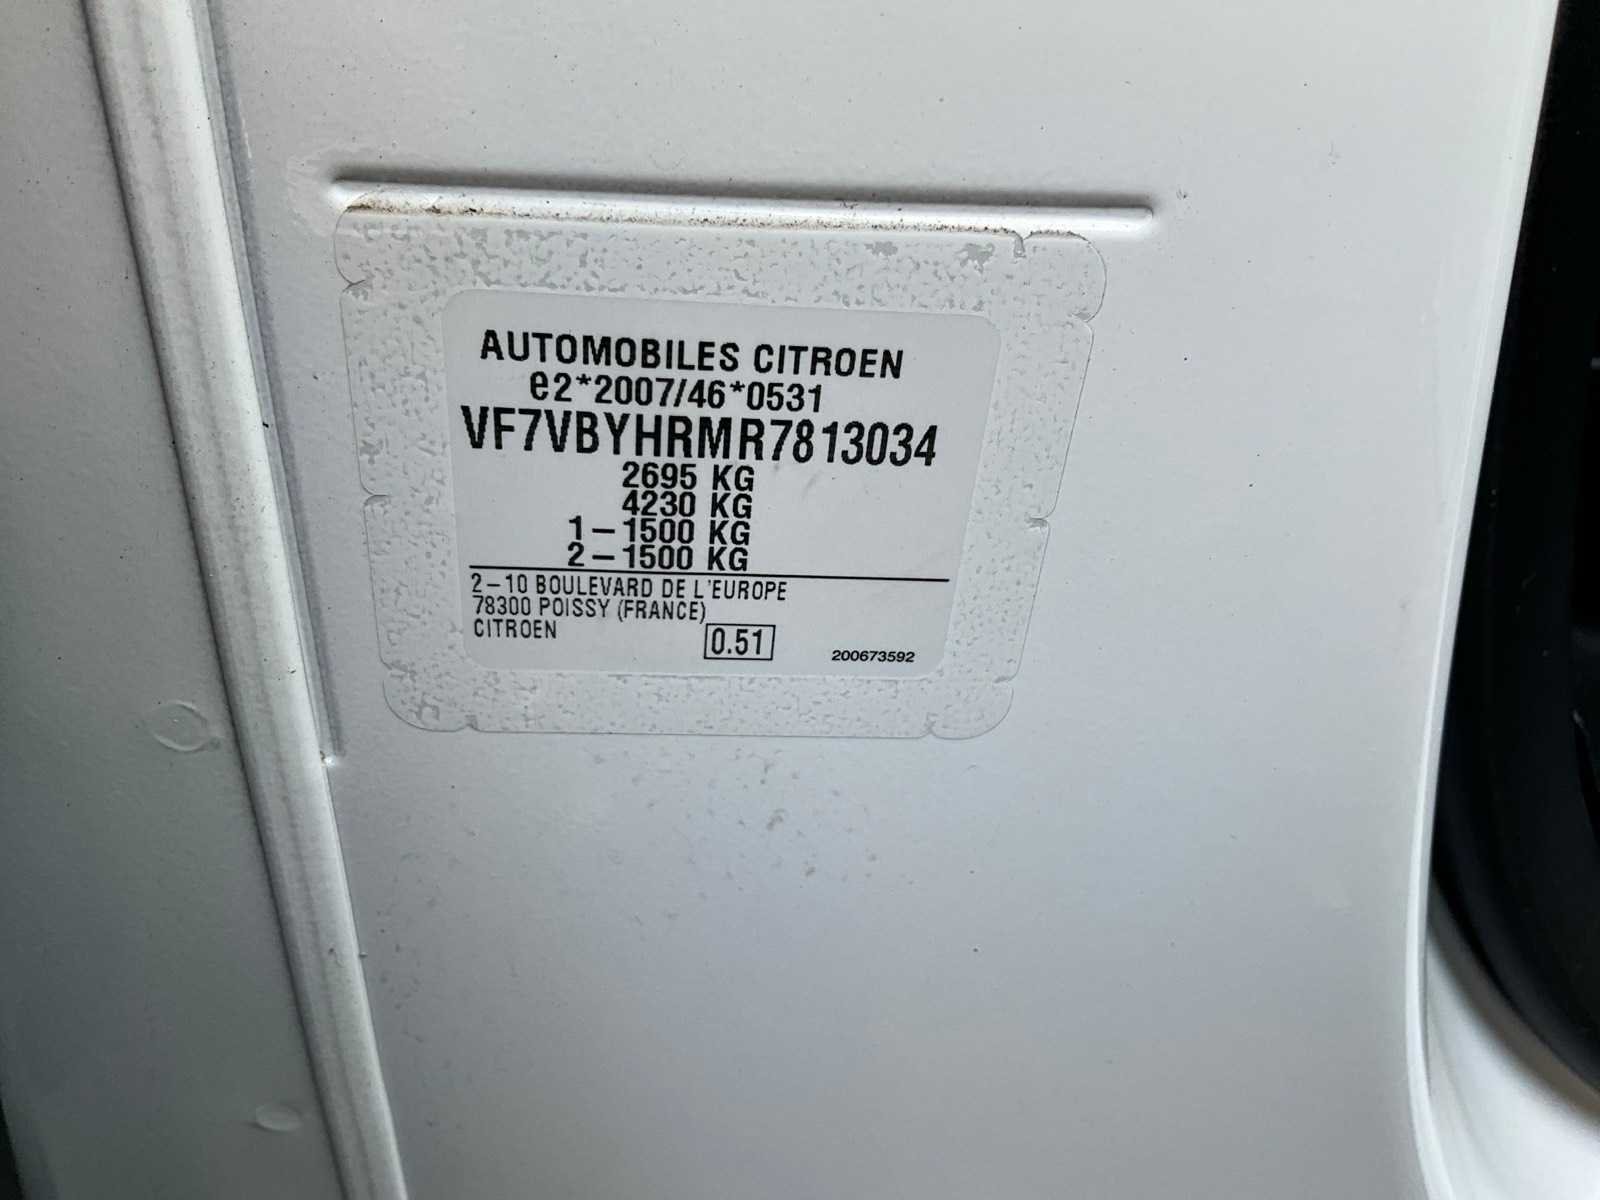 AUTOMOBILES CITROEN
e2*2007/46*0531
VF7VBYHRMR7813034
2695 KG
4230 KG
1-1500 KG
2-1500 KG
2-10 BOULEVARD DE L'EUROPE
78300 POISSY (FRANCE)
CITROEN
0.51
200673592